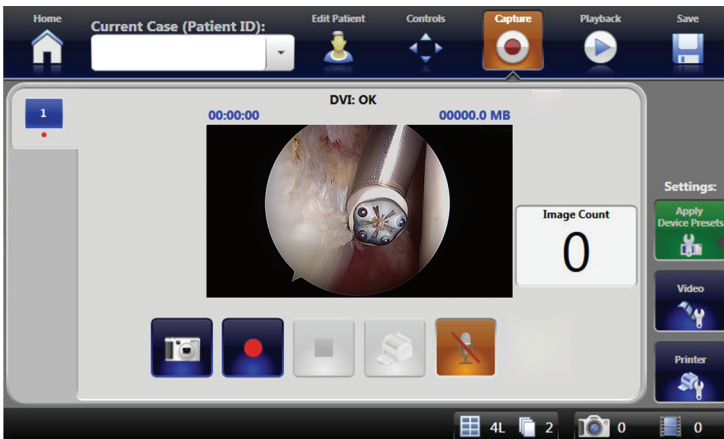 Home
Current Case (Patient ID):
Edit Patient
Controls
Capture
Playback
Save
1
DVI: OK
00:00:00
00000.0 MB
Image Count
0
Settings:
Apply
Device Presets
Video
Printer
4L
2
0
0